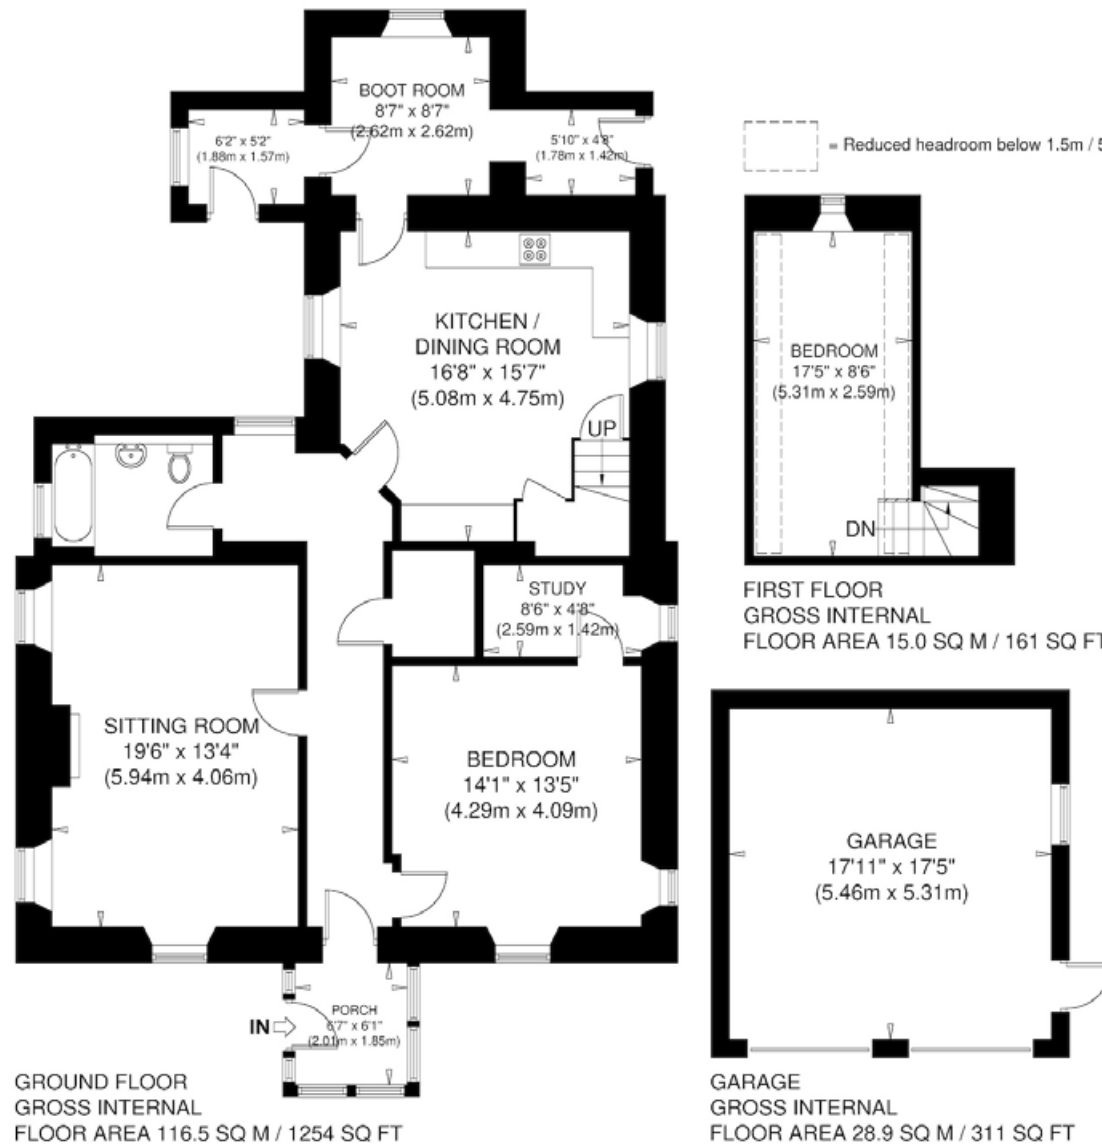 BOOT ROOM
8'7" x 8'7"
(2.62m x 2.62m)
6'2" x 5'2"
(1.88m x 1.57m)
5'10" x 4'8"
(1.78m x 1.42m)
= Reduced headroom below 1.5m / 5
KITCHEN /
DINING ROOM
16'8" x 15'7"
(5.08m x 4.75m)
UP
BEDROOM
17'5" x 8'6"
(5.31m x 2.59m)
DN
FIRST FLOOR
GROSS INTERNAL
FLOOR AREA 15.0 SQ M / 161 SQ FT
STUDY
8'6" x 4'8"
(2.59m x 1.42m)
SITTING ROOM
19'6" x 13'4"
(5.94m x 4.06m)
BEDROOM
14'1" x 13'5"
(4.29m x 4.09m)
GARAGE
17'11" x 17'5"
(5.46m x 5.31m)
PORCH
6'7" x 6'1"
(2.01m x 1.85m)
IN
GROUND FLOOR
GROSS INTERNAL
FLOOR AREA 116.5 SQ M / 1254 SQ FT
GARAGE
GROSS INTERNAL
FLOOR AREA 28.9 SQ M / 311 SQ FT